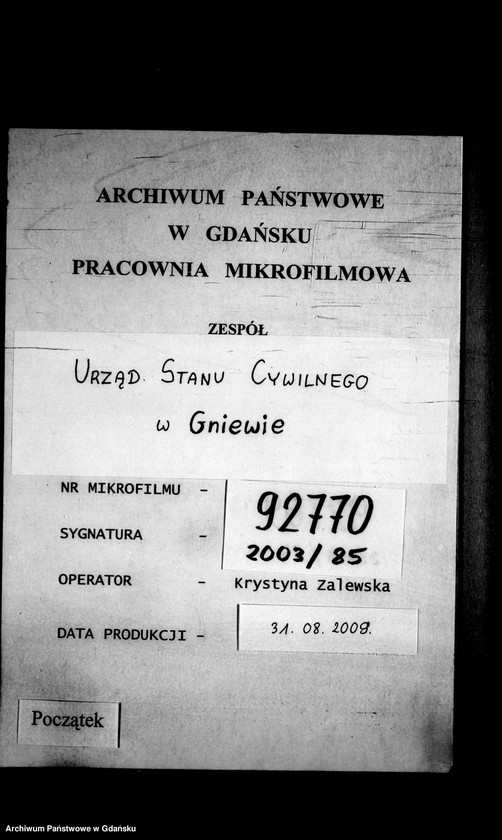 ARCHIWUM PAŃSTWOWE
W GDAŃSKU
PRACOWNIA MIKROFILMOWA
ZESPÓŁ
URZĄD STANU CYWILNEGO
w Gniewie
NR MIKROFILMU - 92770
SYGNATURA - 2003/85
OPERATOR - Krystyna Zalewska
DATA PRODUKCJI - 31. 08. 2009.
Początek
Archiwum Państwowe w Gdańsku